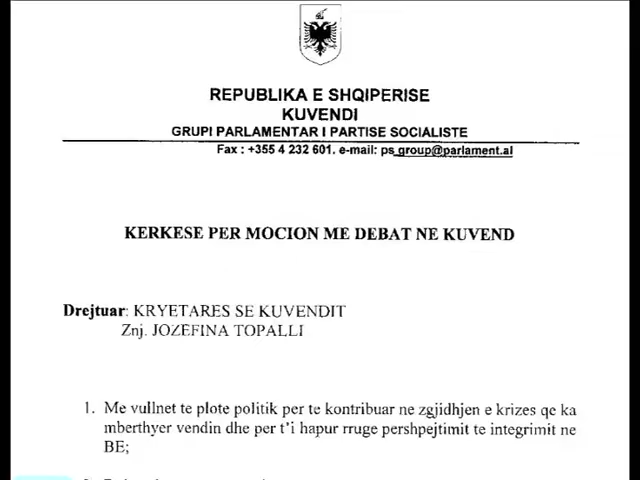 REPUBLIKA E SHQIPERISE
KUVENDI
GRUPI PARLAMENTAR I PARTISE SOCIALISTE
Fax : +355 4 232 601. e-mail: ps_group@parlament.al
KERKESE PER MOCION ME DEBAT NE KUVEND
Drejtuar: KRYETARES SE KUVENDIT
Znj. JOZEFINA TOPALLI
1. Me vullnet te plote politik per te kontribuar ne zgjidhjen e krizes qe ka
mberthyer vendin dhe per t'i hapur rruge pershpejtimit te integrimit ne
BE;